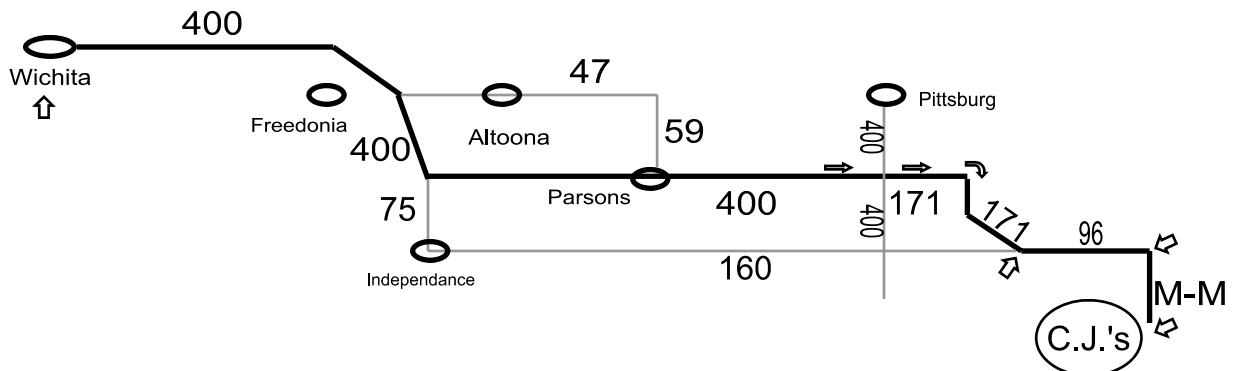 400
Wichita
Freedonia
400
47
Altoona
59
Pittsburg
400
75
Parsons
400
171
400
171
96
Independance
160
M-M
C.J.'s